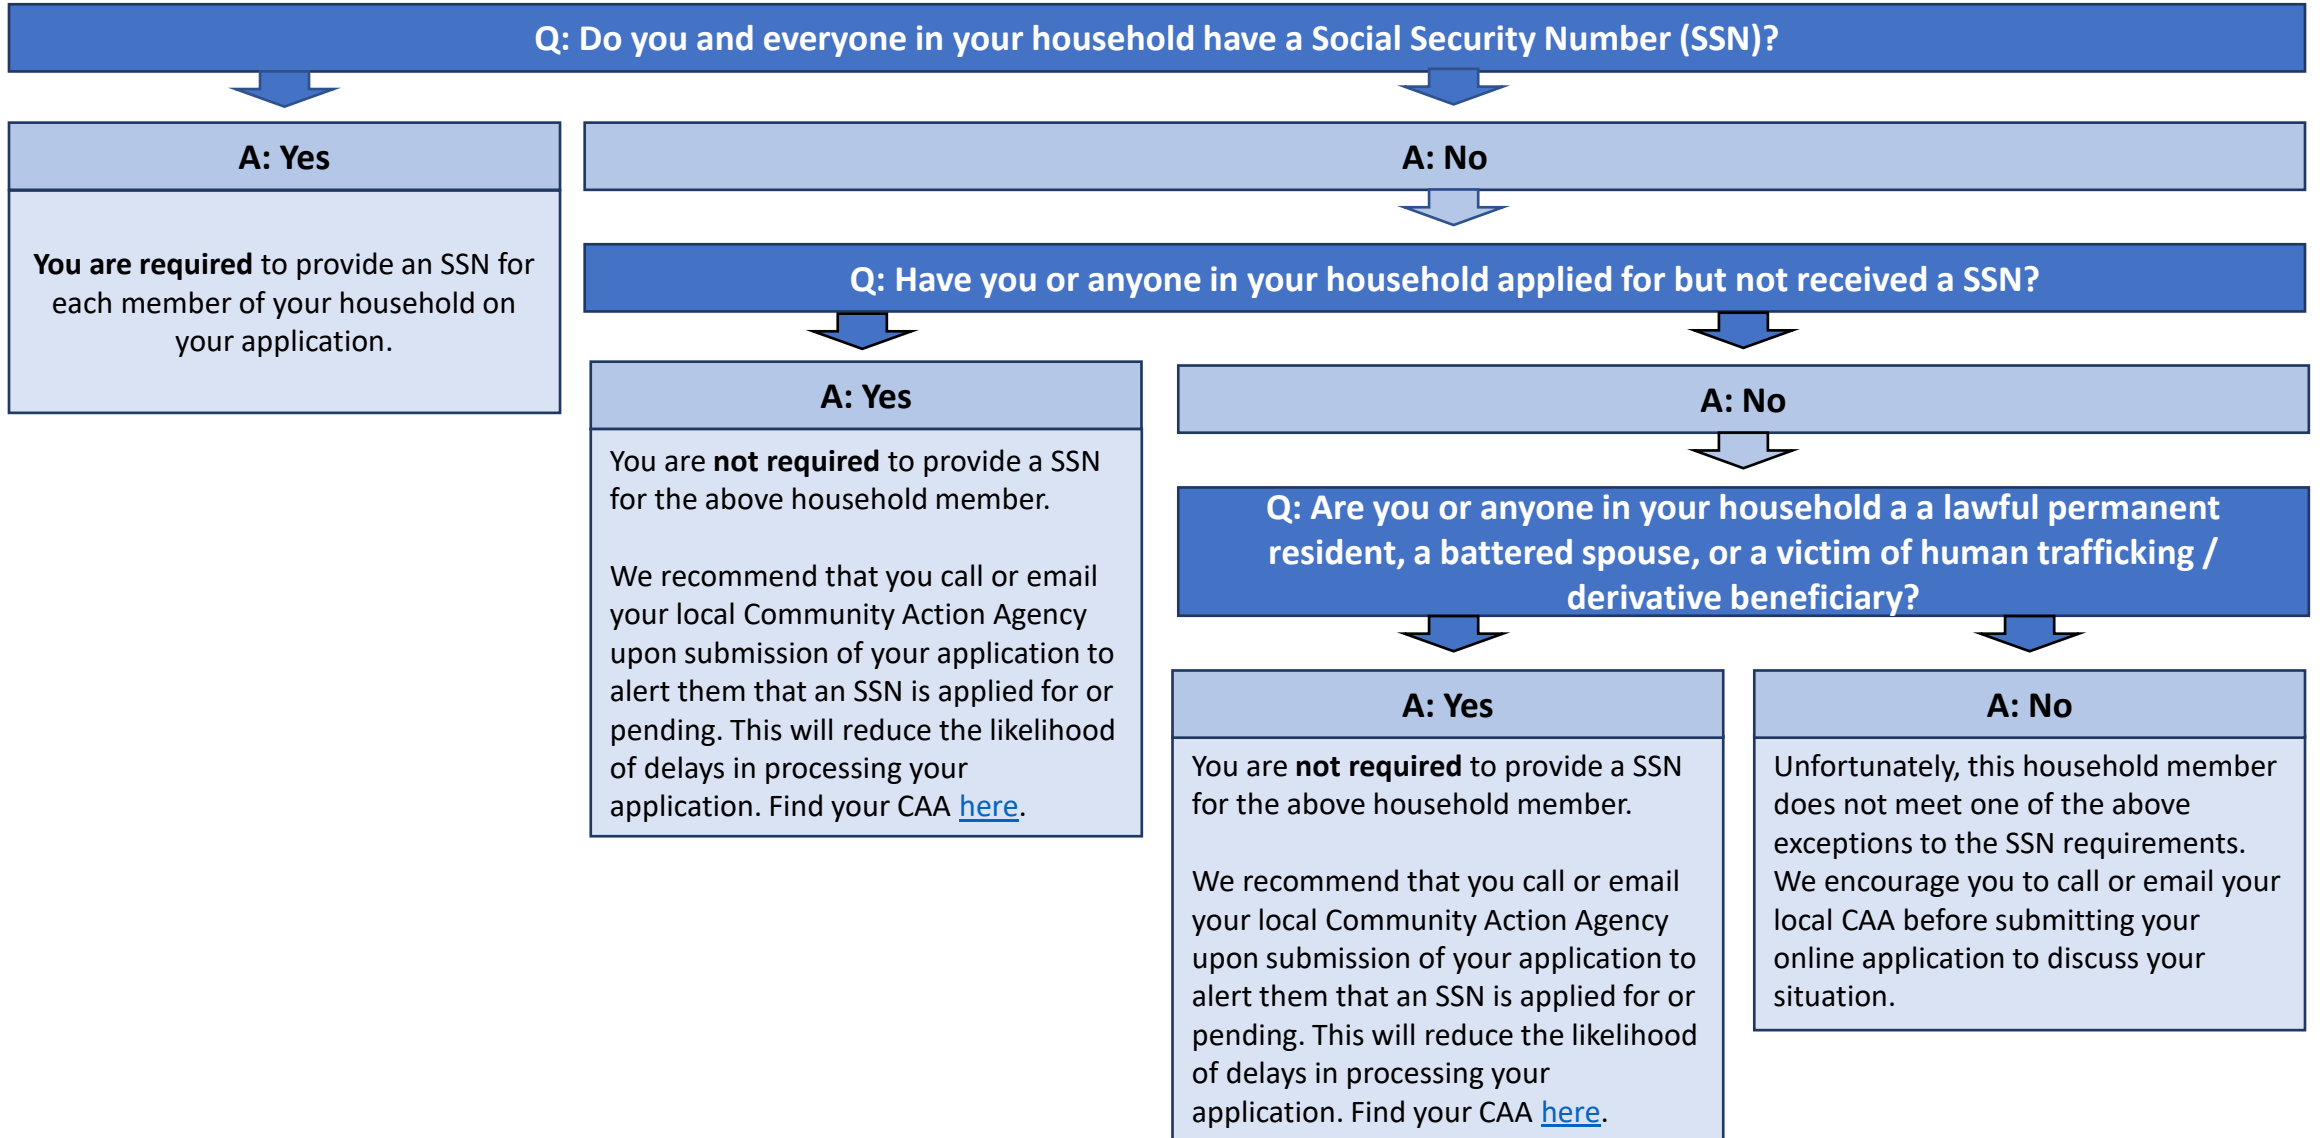 Q: Do you and everyone in your household have a Social Security Number (SSN)?
A: Yes
You are required to provide an SSN for
each member of your household on
your application.
A: No
Q: Have you or anyone in your household applied for but not received a SSN?
A: Yes
You are not required to provide a SSN
for the above household member.
We recommend that you call or email
your local Community Action Agency
upon submission of your application to
alert them that an SSN is applied for or
pending. This will reduce the likelihood
of delays in processing your
application. Find your CAA here.
A: No
Q: Are you or anyone in your household a a lawful permanent
resident, a battered spouse, or a victim of human trafficking /
derivative beneficiary?
A: Yes
You are not required to provide a SSN
for the above household member.
We recommend that you call or email
your local Community Action Agency
upon submission of your application to
alert them that an SSN is applied for or
pending. This will reduce the likelihood
of delays in processing your
application. Find your CAA here.
A: No
Unfortunately, this household member
does not meet one of the above
exceptions to the SSN requirements.
We encourage you to call or email your
local CAA before submitting your
online application to discuss your
situation.